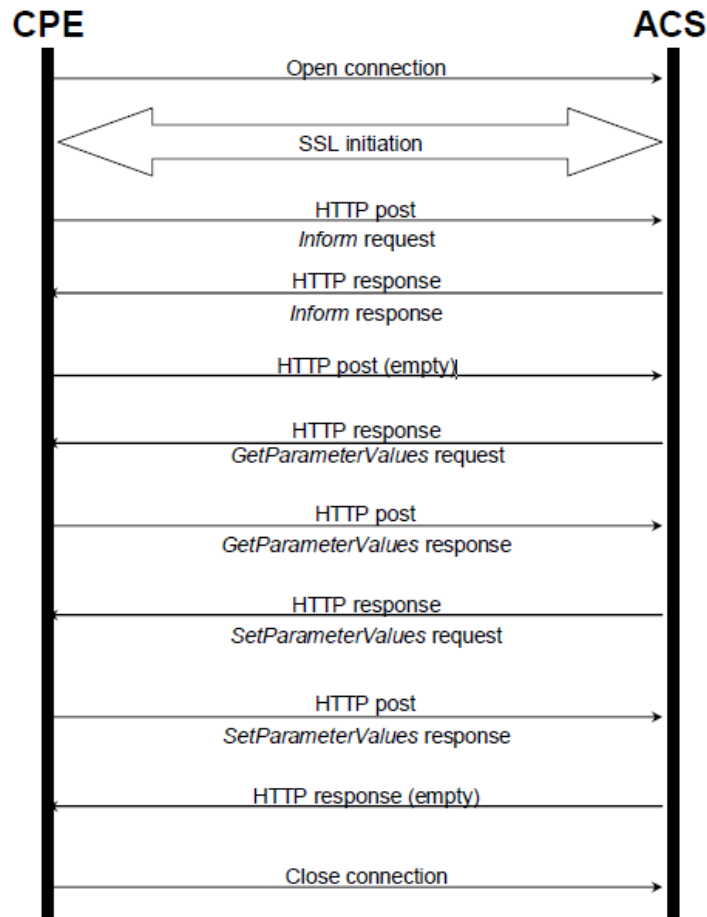 CPE
ACS
Open connection
SSL initiation
HTTP post
Inform request
HTTP response
Inform response
HTTP post (empty)
HTTP response
GetParameterValues request
HTTP post
GetParameterValues response
HTTP response
SetParameterValues request
HTTP post
SetParameterValues response
HTTP response (empty)
Close connection